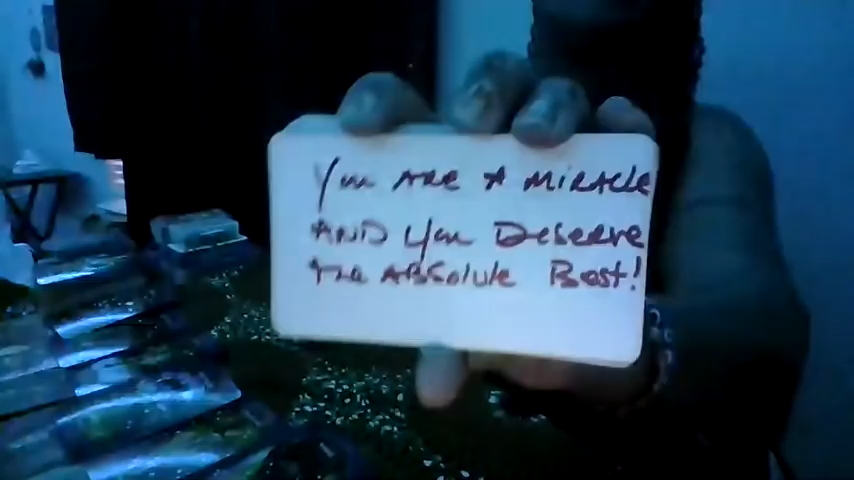 You ARE A MiRACLE
AND You DeseRve
the ABSoLute Best!